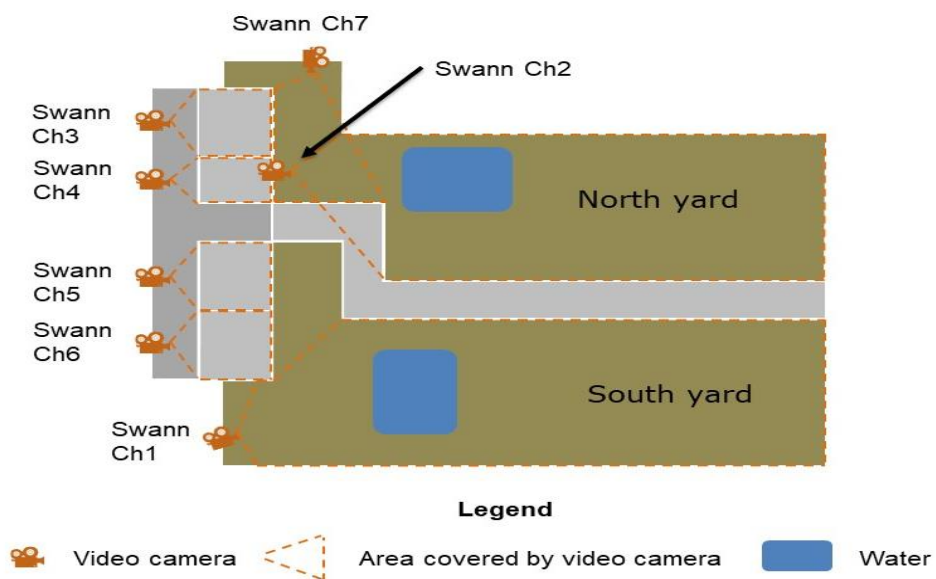 Swann Ch7
Swann Ch2
Swann
Ch3
Swann
Ch4
North yard
Swann
Ch5
Swann
Ch6
South yard
Swann
Ch1
Legend
Video camera
Area covered by video camera
Water